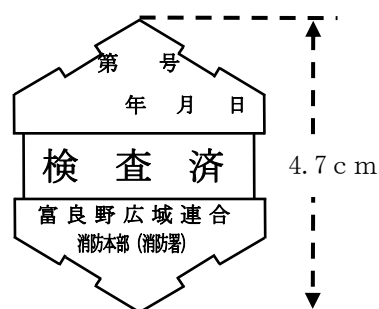 第　号
年　月　日
検　査　済
4.7ｃｍ
富良野広域連合
消防本部（消防署）